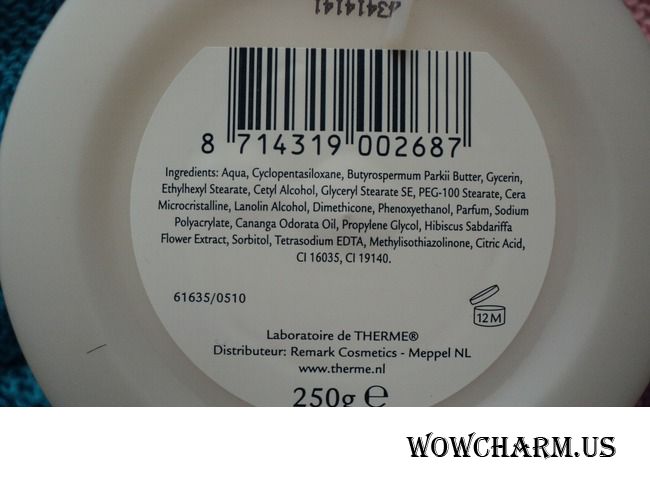 8 714319 002687
Ingredients: Aqua, Cyclopentasiloxane, Butyrospermum Parkii Butter, Gycerin,
Ethylhexyl Stearate, Cetyl Alcohol, Glyceryl Stearate SE, PEG-100 Stearate, Cera
Microcristalline, Lanolin Alcohol, Dimethicone, Phenoxyethanol, Parfum, Sodium
Polyacrylate, Cananga Odorata Oil, Propylene Glycol, Hibiscus Sabdariffa
Flower Extract, Sorbitol, Tetrasodium EDTA, Methylisothiazolinone, Citric Acid,
CI 16035, CI 19140.
61635/0510
12M
Laboratoire de THERME®
Distributeur: Remark Cosmetics - Meppel NL
www.therme.nl
250g ℮
WOWCHARM.US